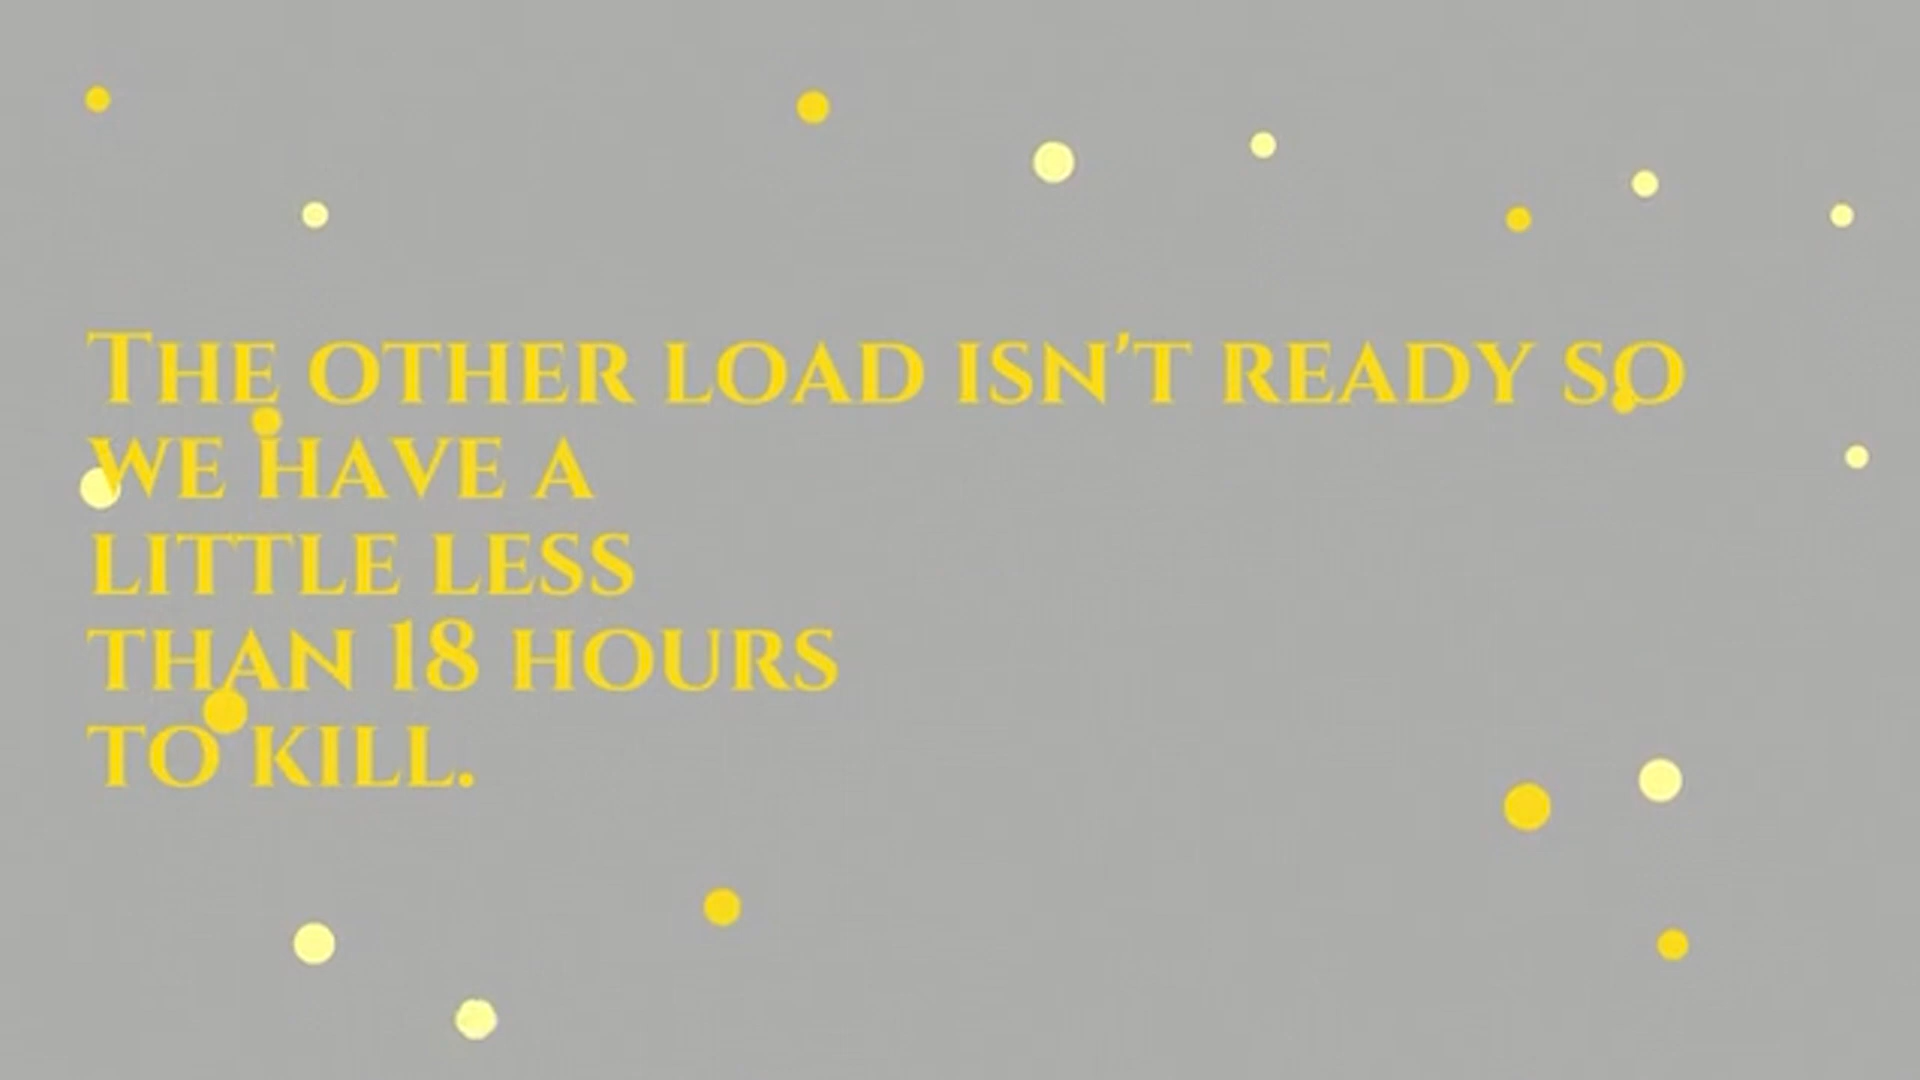 The other load isn't ready so
we have a
little less
than 18 hours
to kill.